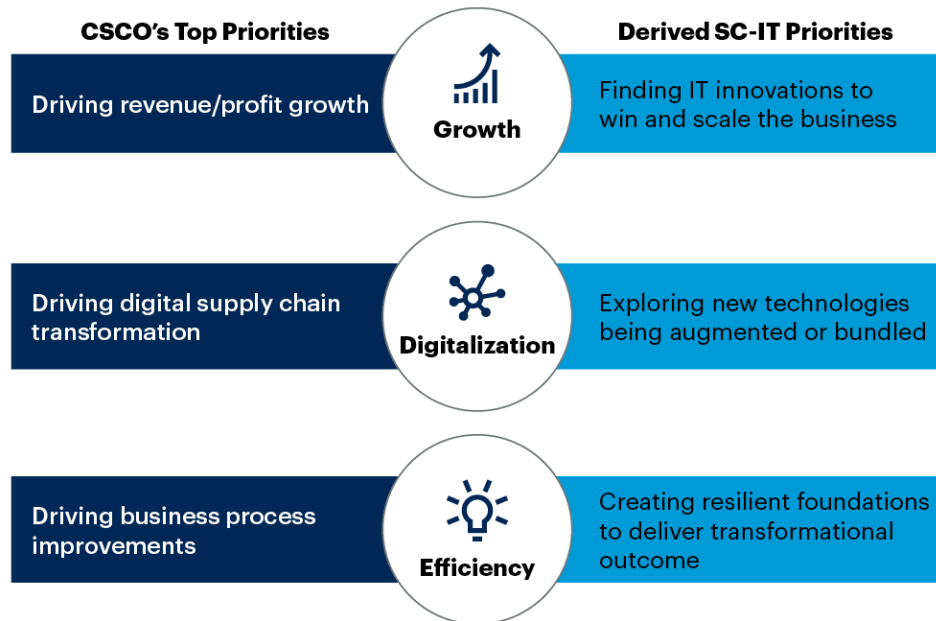 CSCO's Top Priorities
Derived SC-IT Priorities
Driving revenue/profit growth
Growth
Finding IT innovations to
win and scale the business
Driving digital supply chain
transformation
Digitalization
Exploring new technologies
being augmented or bundled
Driving business process
improvements
Efficiency
Creating resilient foundations
to deliver transformational
outcome